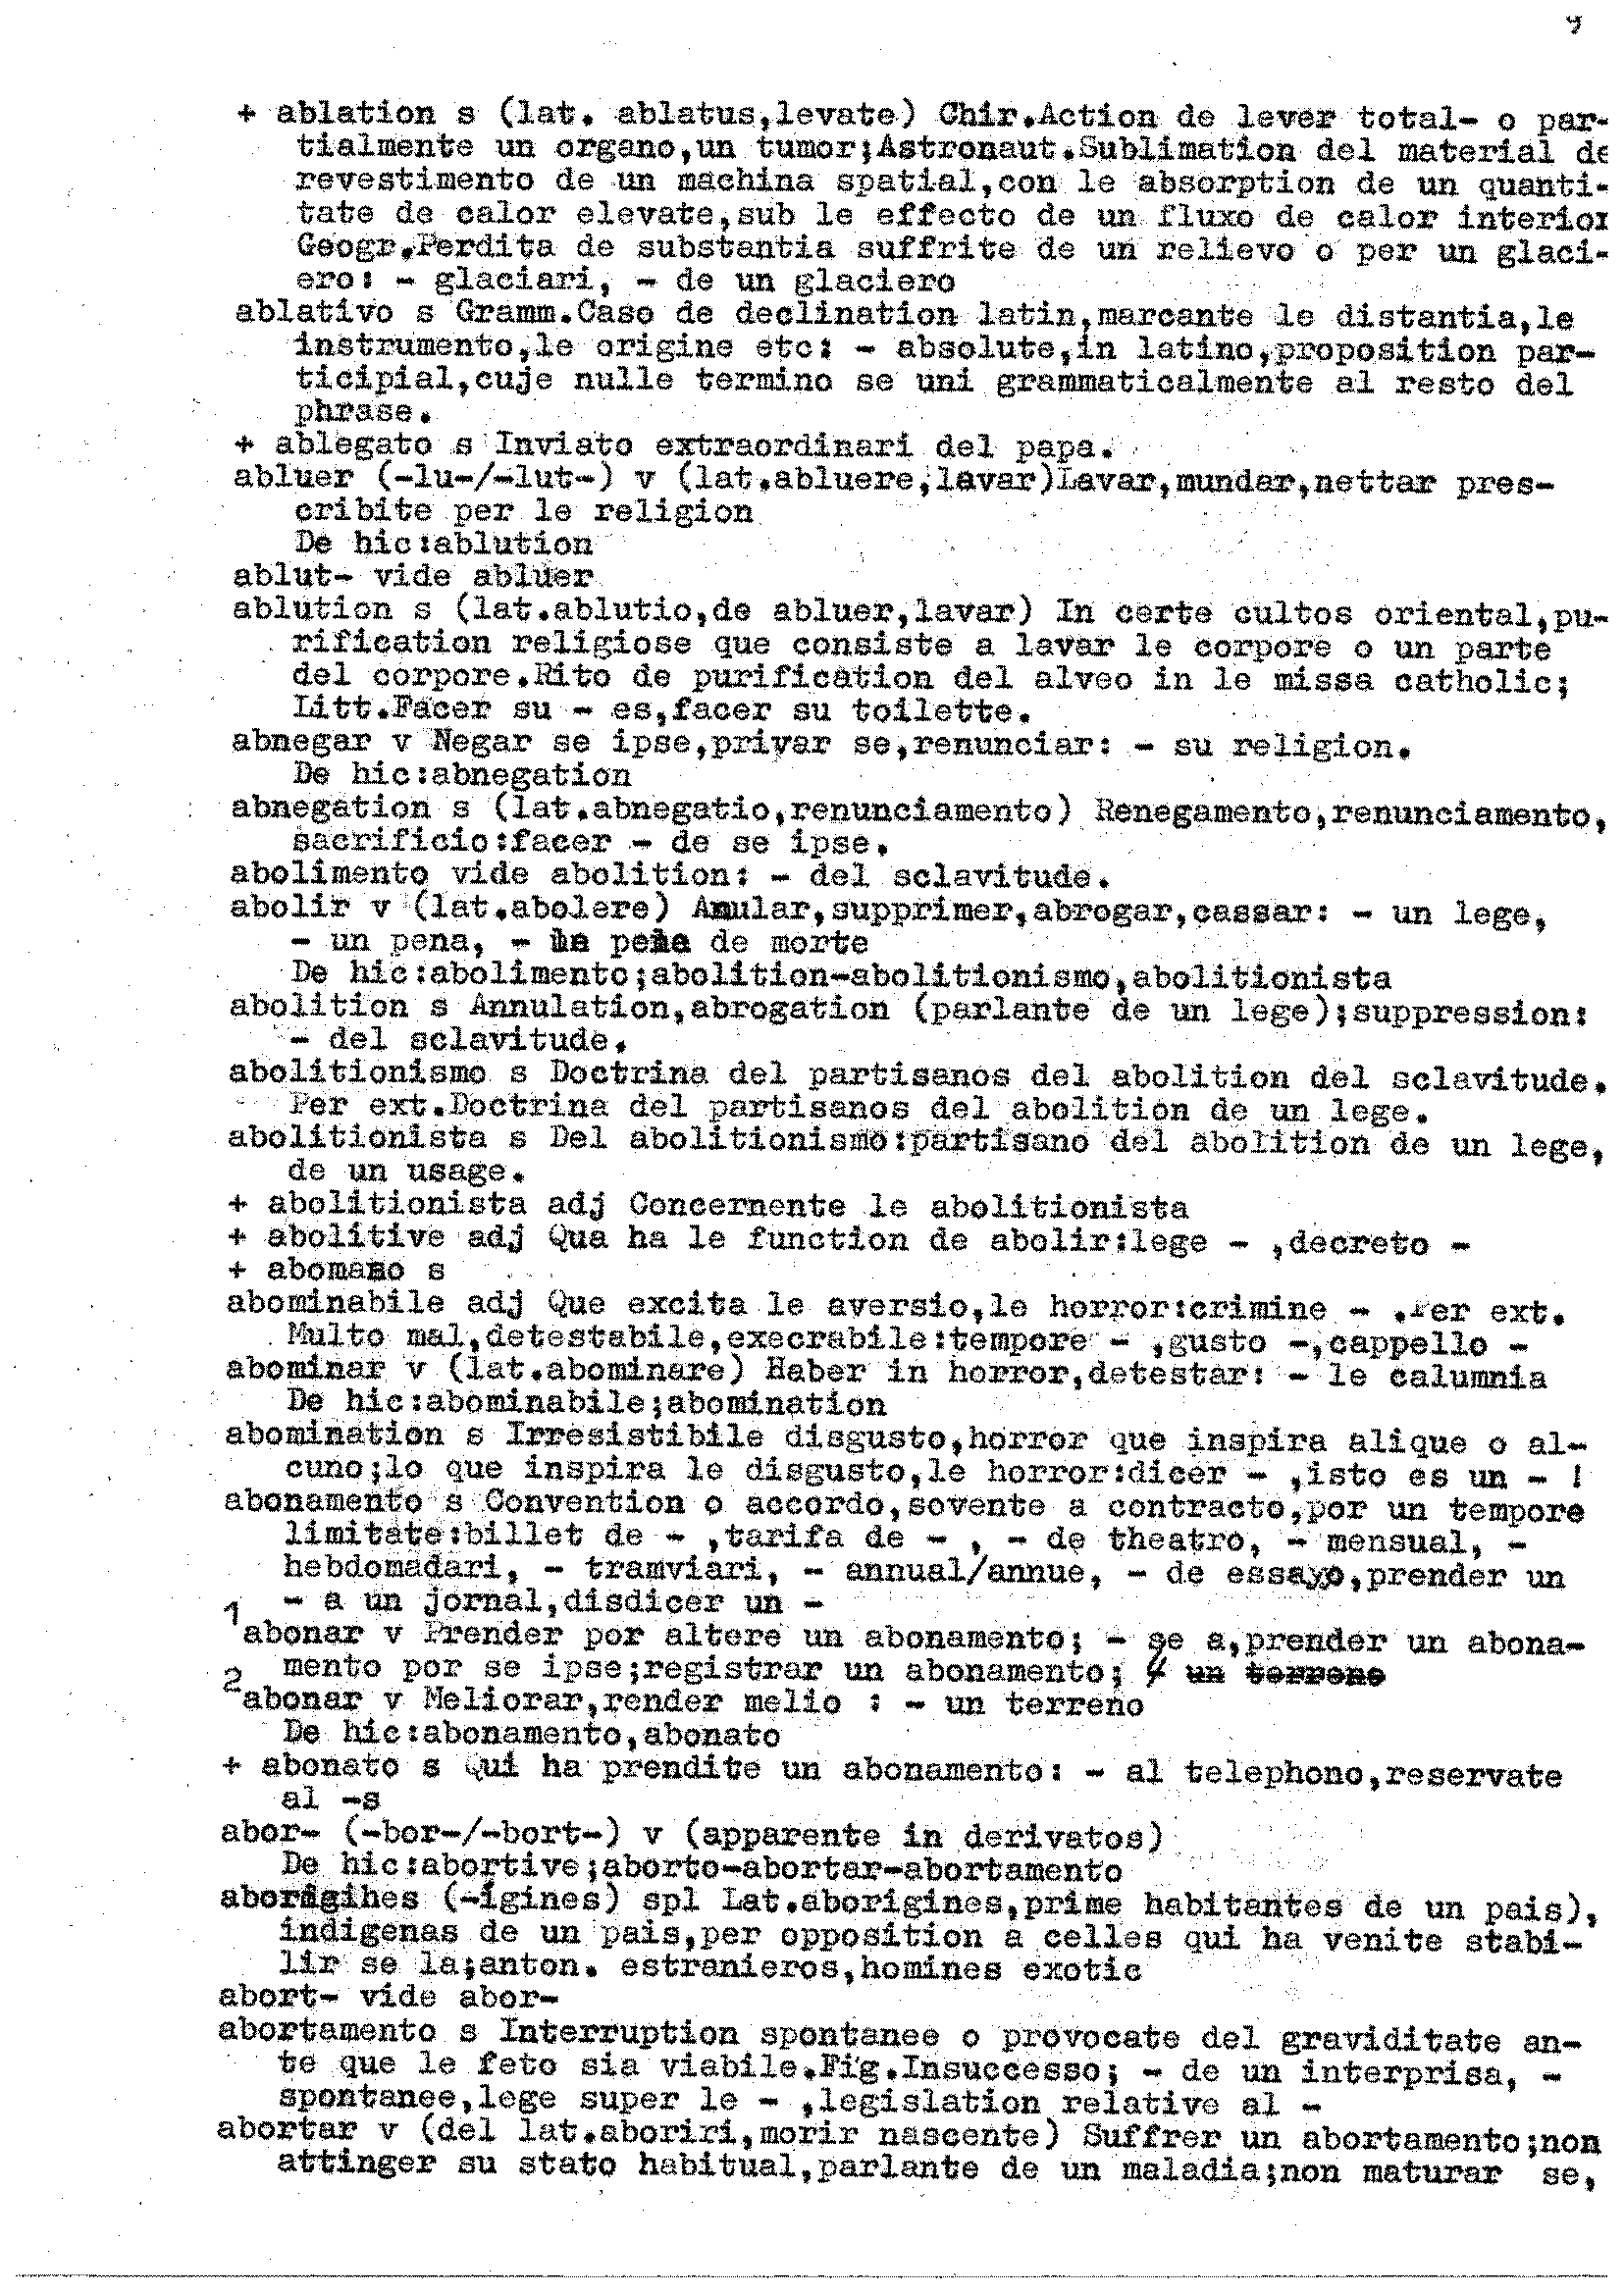 + ablation s (lat. ablatus,levate) Chir.Action de lever total- o par-
tialmente un organo,un tumor;Astronaut.Sublimation del material de
revestimento de un machina spatial,con le absorption de un quanti-
tate de calor elevate,sub le effecto de un fluxo de calor interior
Geogr.Perdita de substantia suffrite de un relievo o per un glaci-
ero: - glaciari, - de un glaciero
ablativo s Gramm.Caso de declination latin,marcante le distantia,le
instrumento,le origine etc: - absolute,in latino,proposition par-
ticipial,cuje nulle termino se uni grammaticalmente al resto del
phrase.
+ ablegato s Inviato extraordinari del papa.
abluer (-lu-/-lut-) v (lat.abluere,lavar)Lavar,mundar,nettar pres-
cribite per le religion
De hic:ablution
ablut- vide abluer
ablution s (lat.ablutio,de abluer,lavar) In certe cultos oriental,pu-
rification religiose que consiste a lavar le corpore o un parte
del corpore.Rito de purification del alveo in le missa catholic;
Litt.Facer su - es,facer su toilette.
abnegar v Negar se ipse,privar se,renunciar: - su religion.
De hic:abnegation
abnegation s (lat.abnegatio,renunciamento) Renegamento,renunciamento,
sacrificio:facer - de se ipse.
abolimento vide abolition: - del sclavitude.
abolir v (lat.abolere) Anular,supprimer,abrogar,cassar: - un lege,
- un pena, - la pena de morte
De hic:abolimento;abolition-abolitionismo,abolitionista
abolition s Annulation,abrogation (parlante de un lege);suppression:
- del sclavitude.
abolitionismo s Doctrina del partisanos del abolition del sclavitude.
Per ext.Doctrina del partisanos del abolition de un lege.
abolitionista s Del abolitionismo:partisano del abolition de un lege,
de un usage.
+ abolitionista adj Concernente le abolitionista
+ abolitive adj Qua ha le function de abolir:lege - ,decreto -
+ abomaso s
abominabile adj Que excita le aversio,le horror:crimine - .Per ext.
Multo mal,detestabile,execrabile:tempore - ,gusto -,cappello -
abominar v (lat.abominare) Haber in horror,detestar: - le calumnia
De hic:abominabile;abomination
abomination s Irresistibile disgusto,horror que inspira alique o al-
cuno;lo que inspira le disgusto,le horror:dicer - ,isto es un - !
abonamento s Convention o accordo,sovente a contracto,por un tempore
limitate:billet de - ,tarifa de - , - de theatro, - mensual, -
hebdomadari, - tramviari, - annual/annue, - de essayo,prender un
- a un jornal,disdicer un -
1 abonar v Prender por altere un abonamento; - se a,prender un abona-
mento por se ipse;registrar un abonamento; un terreno
2 abonar v Meliorar,render melio : - un terreno
De hic:abonamento,abonato
+ abonato s Qui ha prendite un abonamento: - al telephono,reservate
al -s
abor- (-bor-/-bort-) v (apparente in derivatos)
De hic:abortive;aborto-abortar-abortamento
aborigihes (-ígines) spl Lat.aborigines,prime habitantes de un pais),
indigenas de un pais,per opposition a celles qui ha venite stabi-
lir se la;anton. estranieros,homines exotic
abort- vide abor-
abortamento s Interruption spontanee o provocate del graviditate an-
te que le feto sia viabile.Fig.Insuccesso; - de un interprisa, -
spontanee,lege super le - ,legislation relative al -
abortar v (del lat.aboriri,morir nascente) Suffrer un abortamento;non
attinger su stato habitual,parlante de un maladia;non maturar se,